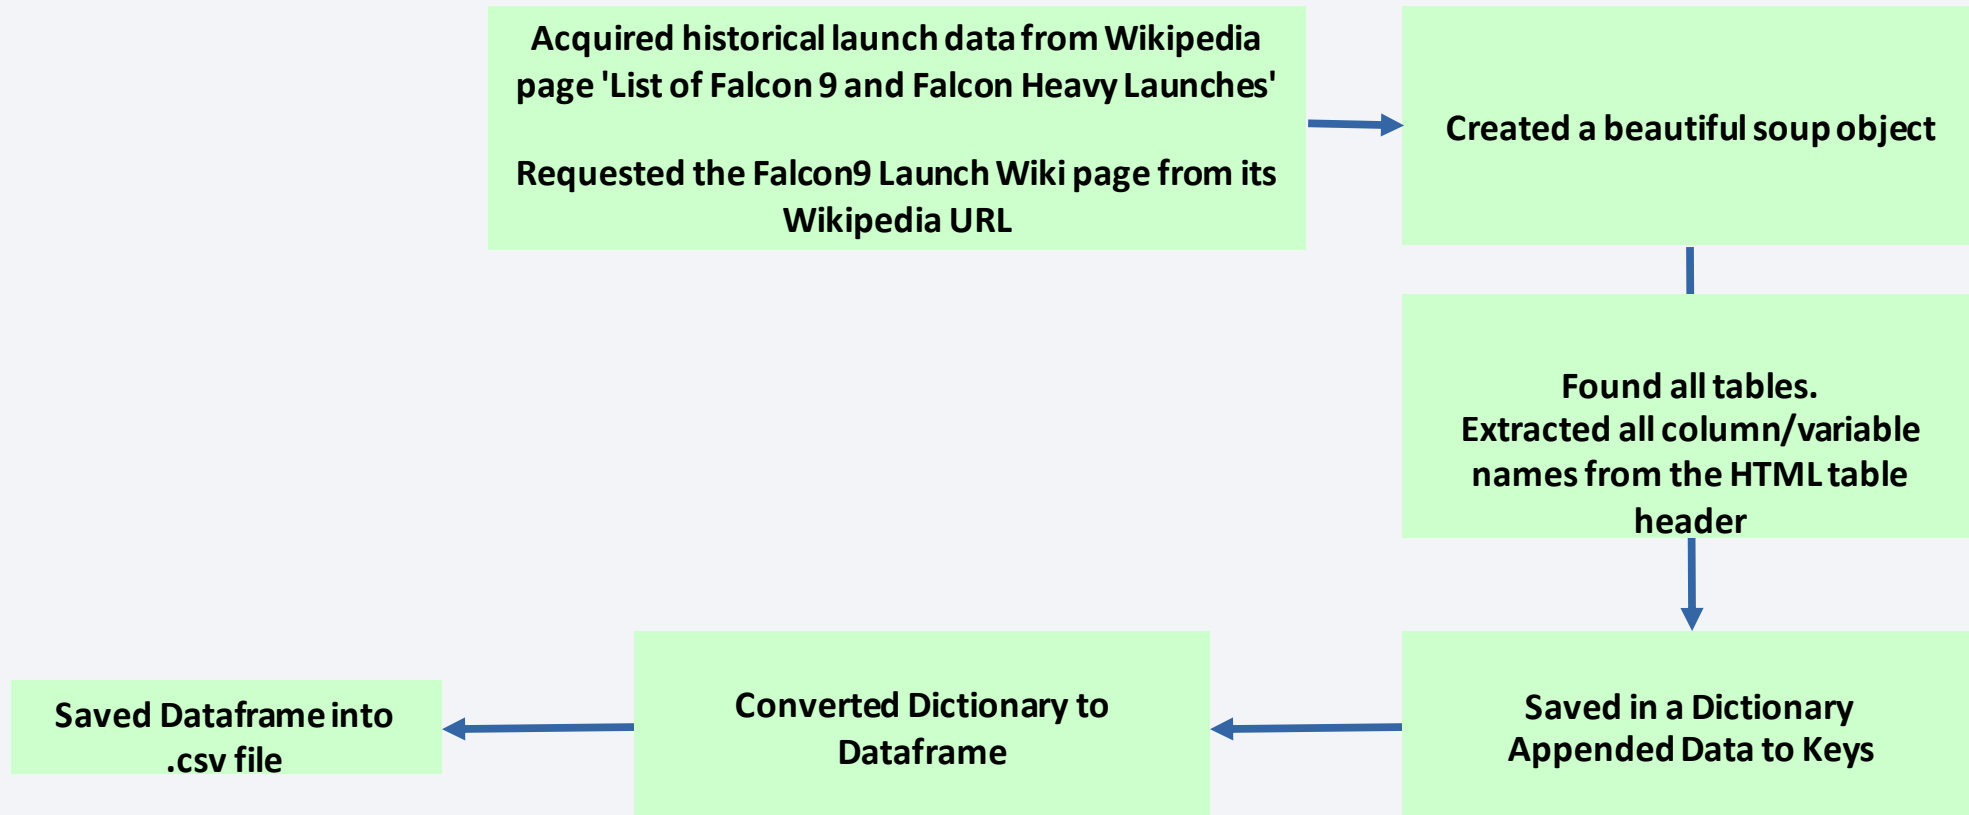 Acquired historical launch data from Wikipedia
page 'List of Falcon 9 and Falcon Heavy Launches'
Requested the Falcon9 Launch Wiki page from its
Wikipedia URL
Created a beautiful soup object
Found all tables.
Extracted all column/variable
names from the HTML table
header
Saved in a Dictionary
Appended Data to Keys
Converted Dictionary to
Dataframe
Saved Dataframe into
.csv file